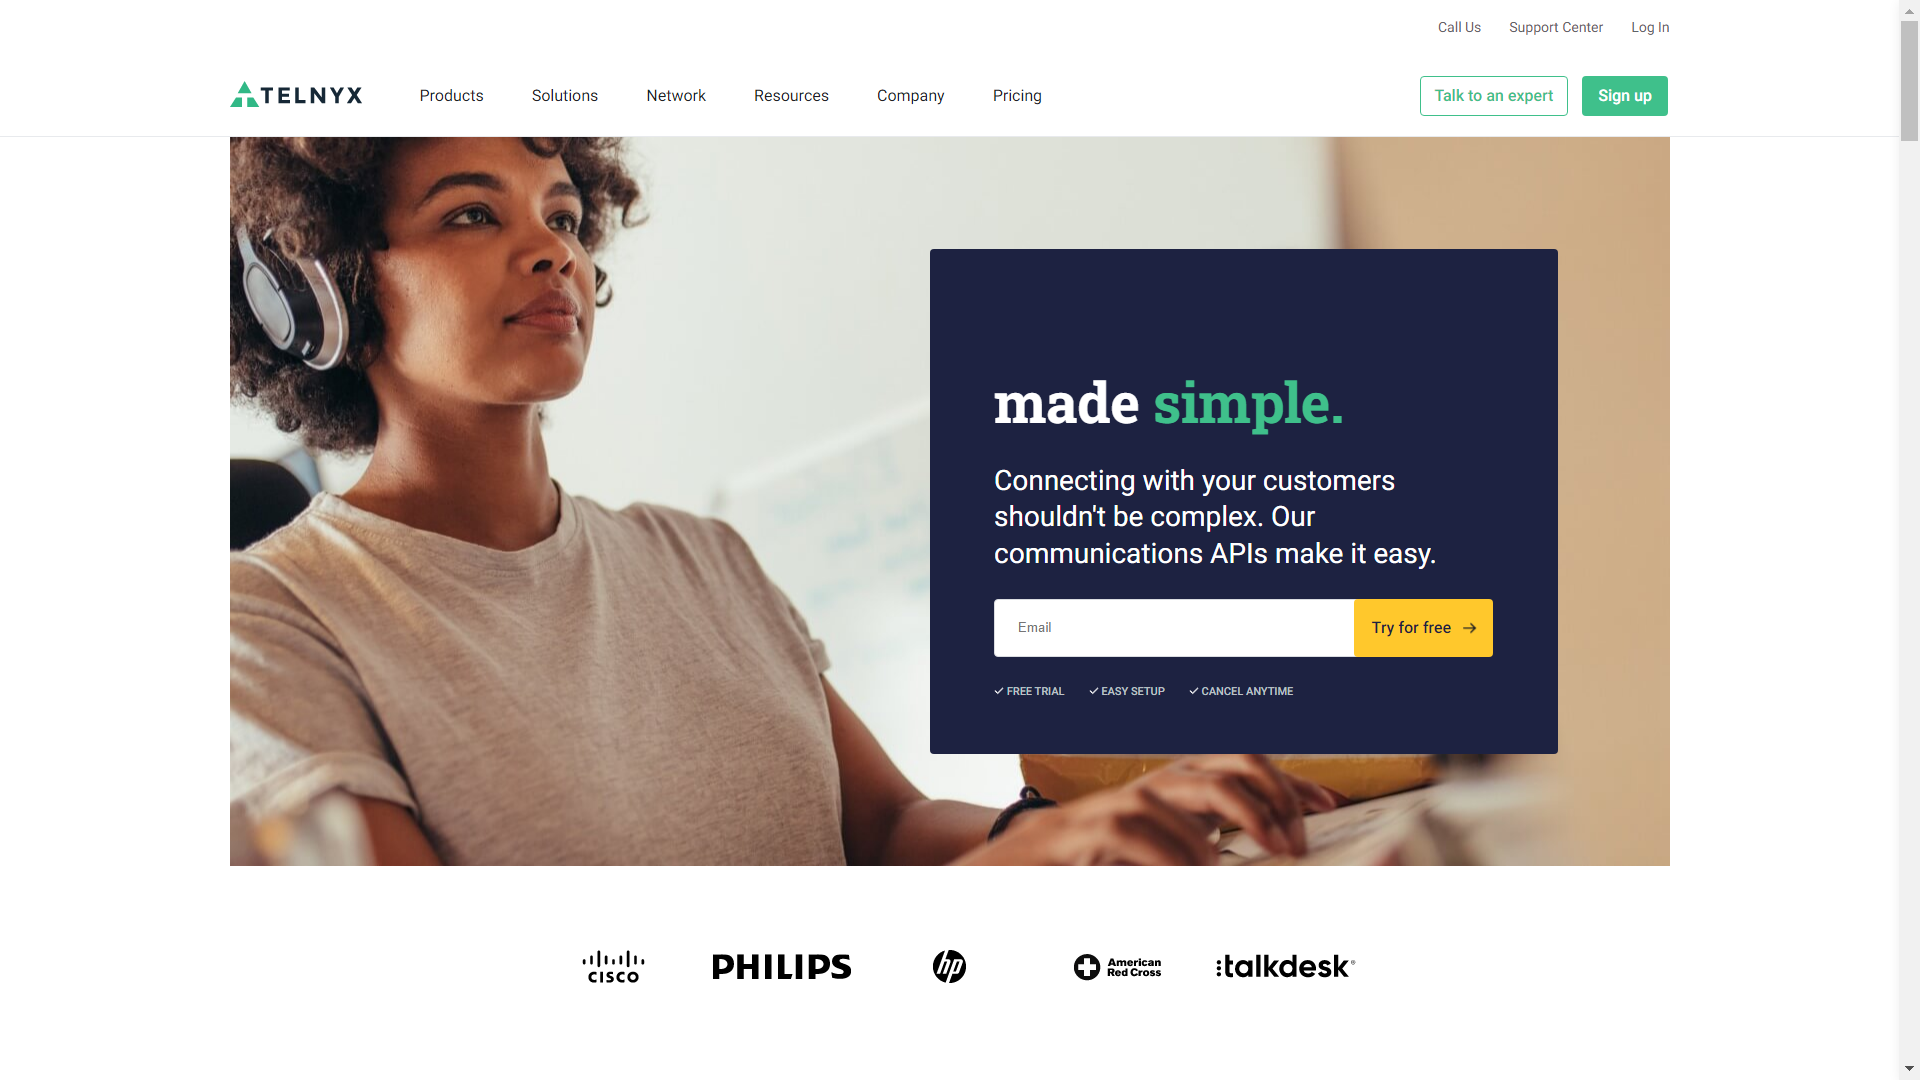 Call Us Support Center Log In
TELNYX Products Solutions Network Resources Company Pricing Talk to an expert Sign up
made simple.
Connecting with your customers
shouldn't be complex. Our
communications APIs make it easy.
Email Try for free →
✓ FREE TRIAL ✓ EASY SETUP ✓ CANCEL ANYTIME
CISCO PHILIPS hp American Red Cross :talkdesk®